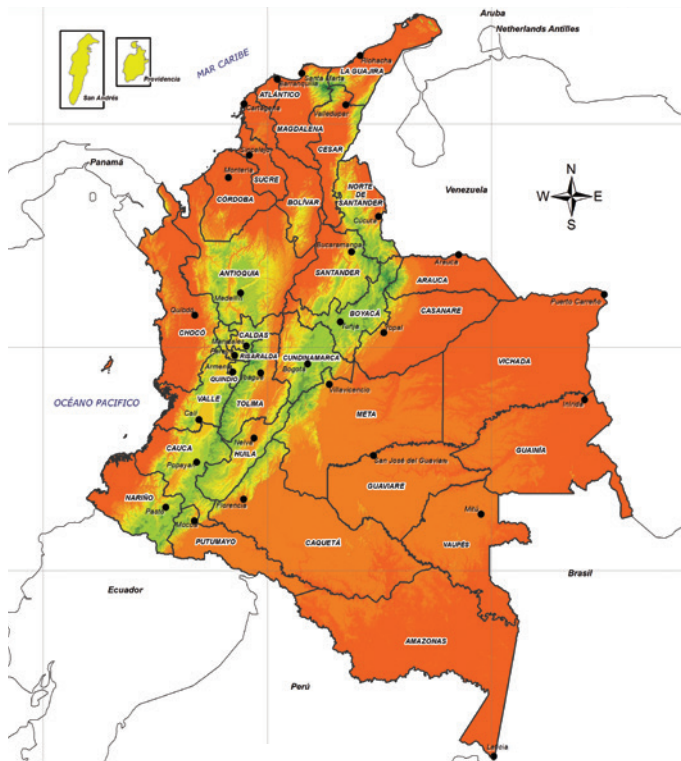 Aruba
Netherlands Antilles
MAR CARIBE
Riohacha
LA GUAJIRA
Santa Marta
Barranquilla
Providencia
San Andrés
ATLÁNTICO
Cartagena
Valledupar
MAGDALENA
CESAR
Sincelejo
Panamá
Montería
SUCRE
CÓRDOBA
BOLÍVAR
NORTE
DE
SANTANDER
Venezuela
N
W
E
S
Cúcuta
Bucaramanga
SANTANDER
Arauca
ARAUCA
ANTIOQUIA
Medellín
Puerto Carreño
BOYACÁ
CASANARE
Quibdó
CHOCÓ
Tunja
Yopal
CALDAS
Manizales
RISARALDA
CUNDINAMARCA
Bogotá
VICHADA
Armenia
QUINDIO
Ibagué
Villavicencio
OCÉANO PACIFICO
VALLE
TOLIMA
Inírida
META
Cali
CAUCA
Neiva
HUILA
GUAINÍA
Popaya
San José del Guaviare
GUAVIARE
NARIÑO
Pasto
Florencia
Mitú
Mocoa
PUTUMAYO
CAQUETÁ
VAUPÉS
Ecuador
Brasil
AMAZONAS
Perú
Leticia